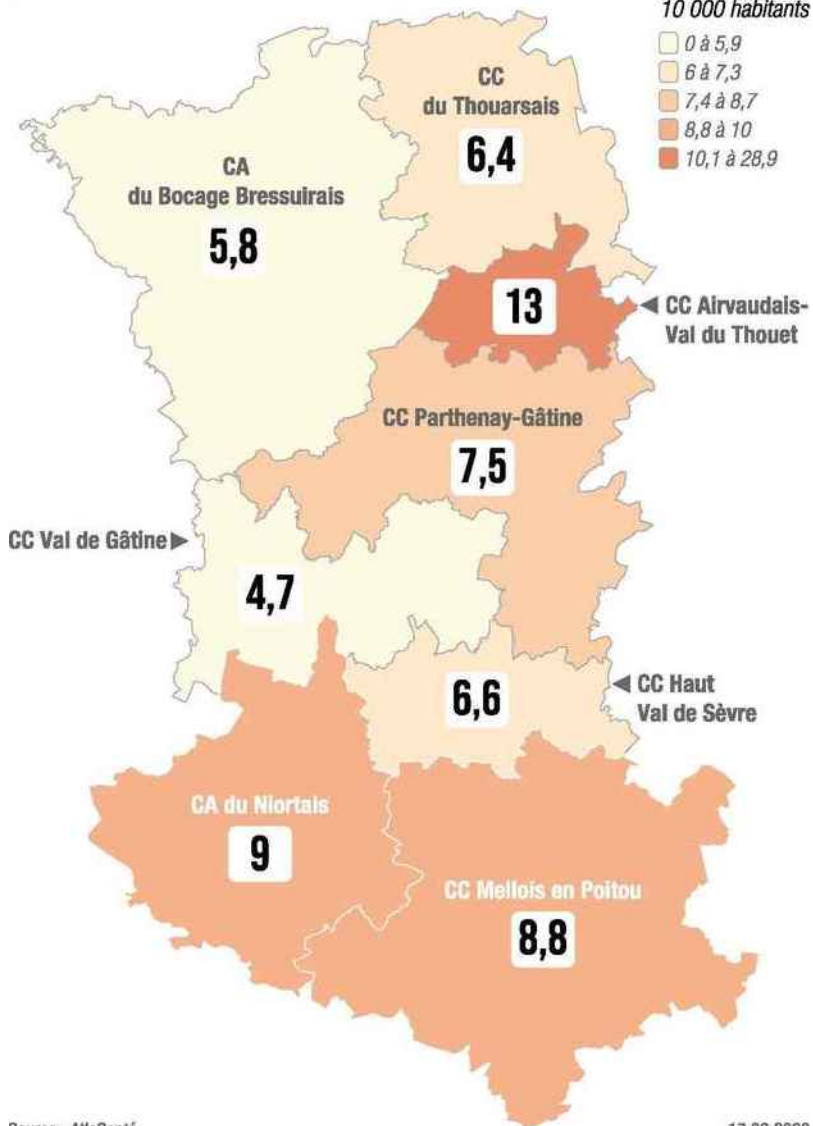 10 000 habitants
0 à 5,9
6 à 7,3
7,4 à 8,7
8,8 à 10
10,1 à 28,9
CC
du Thouarsais
6,4
CA
du Bocage Bressuirais
5,8
13
CC Airvaudais-
Val du Thouet
CC Parthenay-Gâtine
7,5
CC Val de Gâtine
4,7
6,6
CC Haut
Val de Sèvre
CA du Niortais
9
CC Mellois en Poitou
8,8